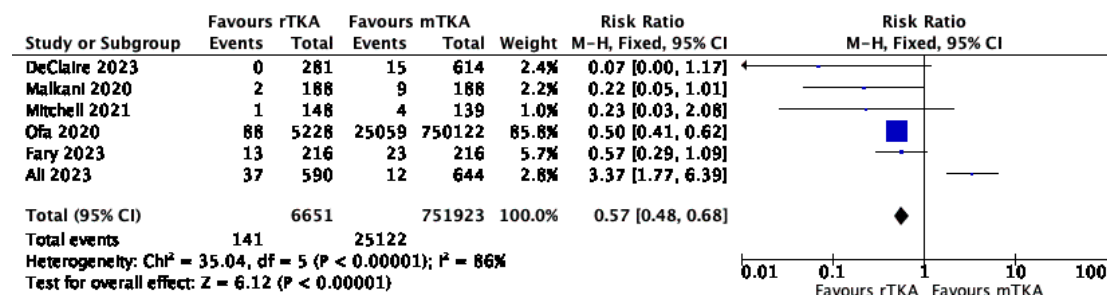 Favours rTKA Favours mTKA Risk Ratio Risk Ratio
Study or Subgroup Events Total Events Total Weight M-H, Fixed, 95% CI M-H, Fixed, 95% CI
DeClaire 2023 0 281 15 614 2.4% 0.07 [0.00, 1.17]
Malkani 2020 2 188 9 188 2.2% 0.22 [0.05, 1.01]
Mitchell 2021 1 148 4 139 1.0% 0.23 [0.03, 2.08]
Ofa 2020 88 5228 25059 750122 85.8% 0.50 [0.41, 0.62]
Fary 2023 13 216 23 216 5.7% 0.57 [0.29, 1.09]
Ali 2023 37 590 12 644 2.8% 3.37 [1.77, 6.39]
Total (95% CI) 6651 751923 100.0% 0.57 [0.48, 0.68]
Total events 141 25122
Heterogeneity: Chi² = 35.04, df = 5 (P < 0.00001); I² = 86%
Test for overall effect: Z = 6.12 (P < 0.00001)
0.01 0.1 1 10 100
Favours rTKA Favours mTKA